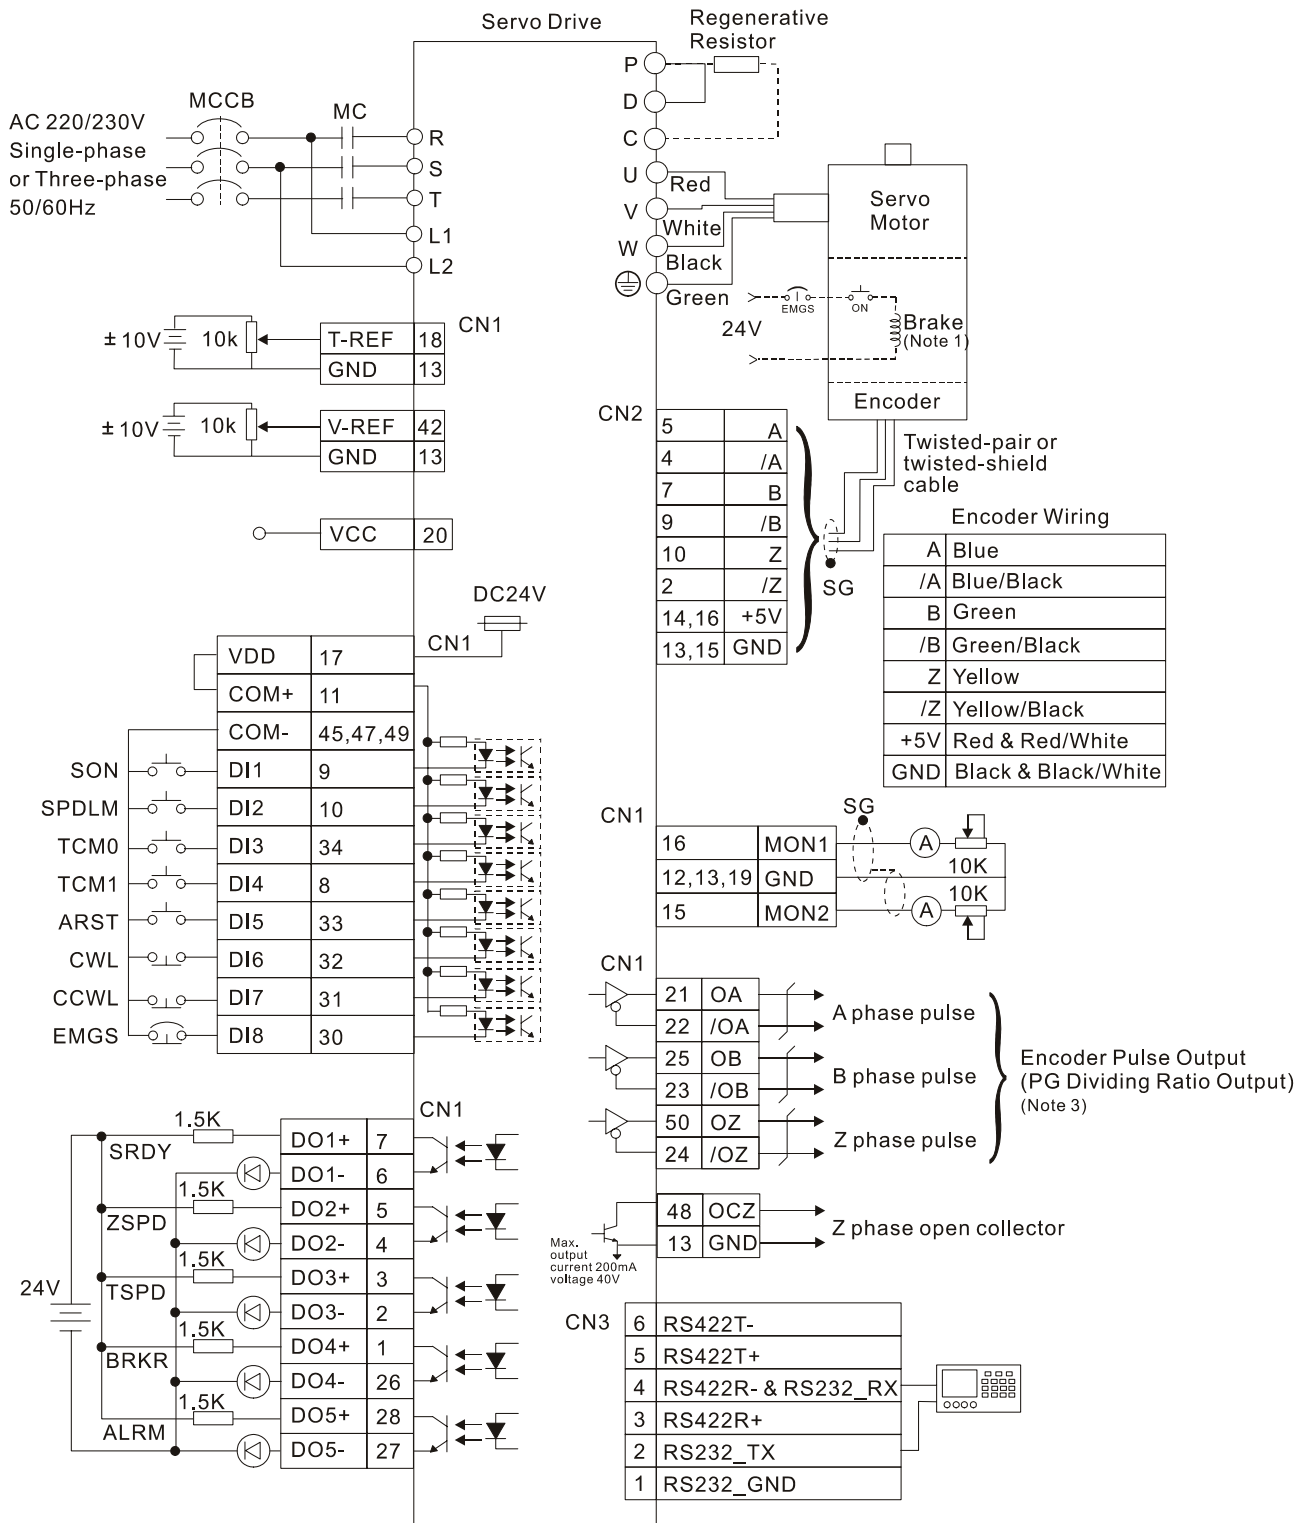 Servo Drive
Regenerative
Resistor
P
D
C
U
V
W
Red
White
Black
Green
MCCB
MC
AC 220/230V
Single-phase
or Three-phase
50/60Hz
R
S
T
L1
L2
Servo
Motor
EMGS
ON
24V
Brake
(Note 1)
Encoder
CN1
± 10V
10k
T-REF 18
GND 13
± 10V
10k
V-REF 42
GND 13
VCC 20
CN2
5 A
4 /A
7 B
9 /B
10 Z
2 /Z
14,16 +5V
13,15 GND
SG
Twisted-pair or
twisted-shield
cable
Encoder Wiring
A Blue
/A Blue/Black
B Green
/B Green/Black
Z Yellow
/Z Yellow/Black
+5V Red & Red/White
GND Black & Black/White
DC24V
CN1
VDD 17
COM+ 11
COM- 45,47,49
SON DI1 9
SPDLM DI2 10
TCM0 DI3 34
TCM1 DI4 8
ARST DI5 33
CWL DI6 32
CCWL DI7 31
EMGS DI8 30
CN1
SG
16 MON1 A
10K
12,13,19 GND
10K
15 MON2 A
CN1
21 OA
22 /OA
A phase pulse
25 OB
23 /OB
B phase pulse
50 OZ
24 /OZ
Z phase pulse
Encoder Pulse Output
(PG Dividing Ratio Output)
(Note 3)
48 OCZ
13 GND
Z phase open collector
Max.
output
current 200mA
voltage 40V
CN1
24V
1.5K
SRDY
DO1+ 7
DO1- 6
1.5K
ZSPD
DO2+ 5
DO2- 4
1.5K
TSPD
DO3+ 3
DO3- 2
1.5K
BRKR
DO4+ 1
DO4- 26
1.5K
ALRM
DO5+ 28
DO5- 27
CN3
6 RS422T-
5 RS422T+
4 RS422R- & RS232_RX
3 RS422R+
2 RS232_TX
1 RS232_GND